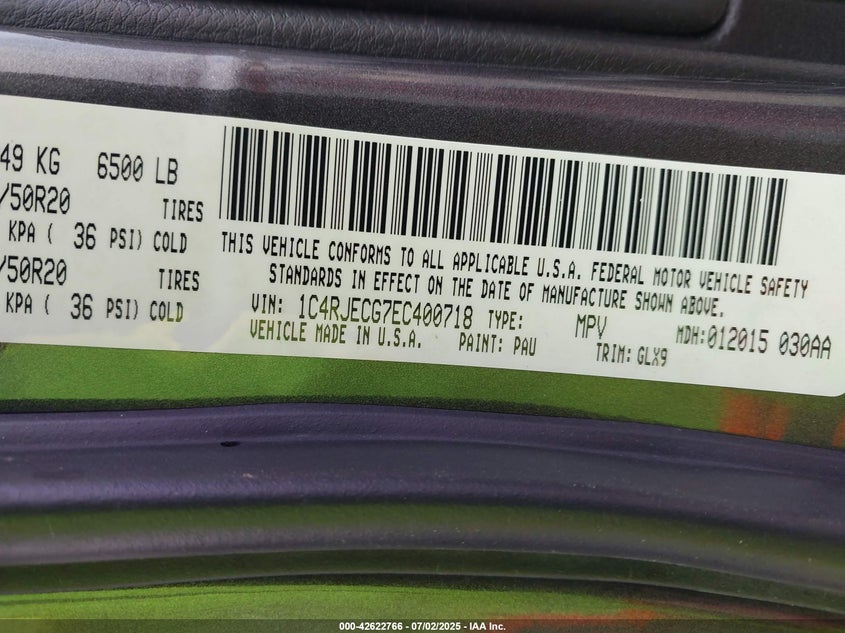 49 KG 6500 LB
/50R20 TIRES
KPA ( 36 PSI) COLD
/50R20 TIRES
KPA ( 36 PSI) COLD
THIS VEHICLE CONFORMS TO ALL APPLICABLE U.S.A. FEDERAL MOTOR VEHICLE SAFETY
STANDARDS IN EFFECT ON THE DATE OF MANUFACTURE SHOWN ABOVE.
VIN: 1C4RJECG7EC400718 TYPE: MPV MDH:012015 030AA
VEHICLE MADE IN U.S.A. PAINT: PAU TRIM: GLX9
000-42622766 - 07/02/2025 - IAA Inc.